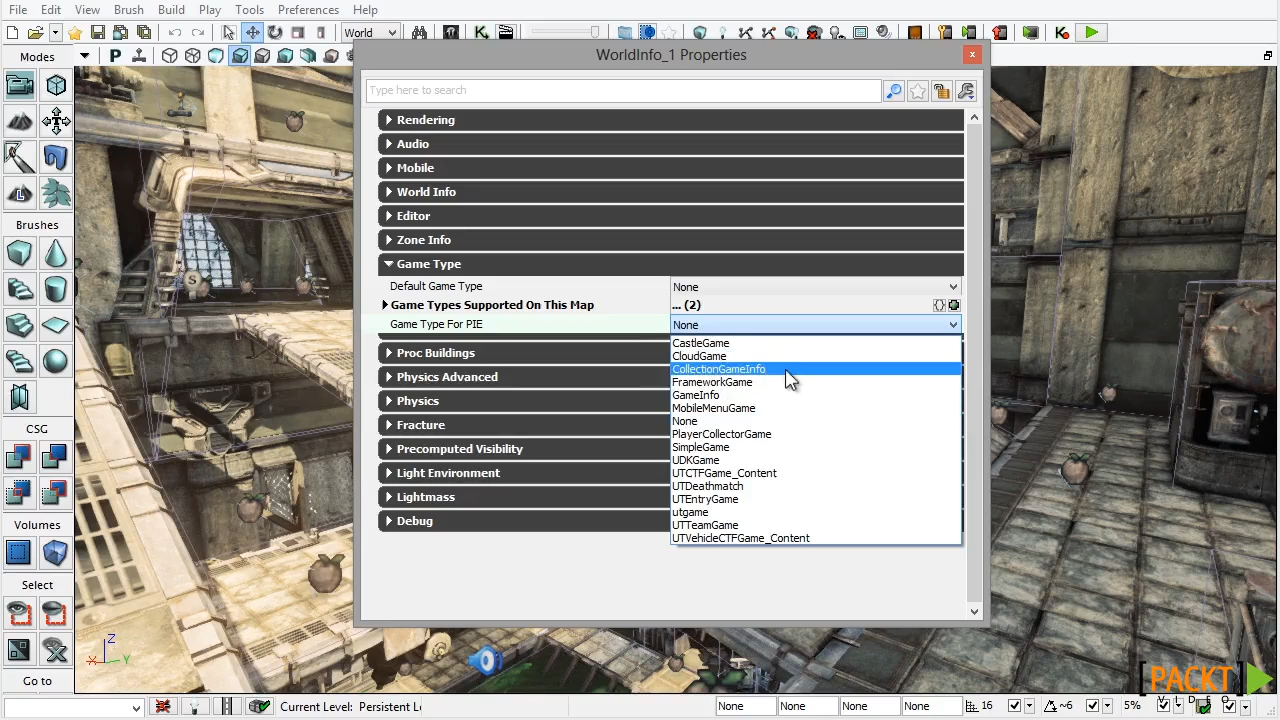 File Edit View Brush Build Play Tools Preferences Help
World
Modes
WorldInfo_1 Properties
x
Type here to search
Rendering
Audio
Mobile
World Info
Editor
Zone Info
Game Type
Default Game Type None
Game Types Supported On This Map ... (2)
Game Type For PIE None
CastleGame
CloudGame
CollectionGameInfo
FrameworkGame
GameInfo
MobileMenuGame
None
PlayerCollectorGame
SimpleGame
UDKGame
UTCTFGame_Content
UTDeathmatch
UTEntryGame
utgame
UTTeamGame
UTVehicleCTFGame_Content
Proc Buildings
Physics Advanced
Physics
Fracture
Precomputed Visibility
Light Environment
Lightmass
Debug
Brushes
CSG
Volumes
Select
Go to
Z
X Y
S
P
L
Current Level: Persistent Le
None None None None 16 ~6 5%
[PACKT]
VIDEO